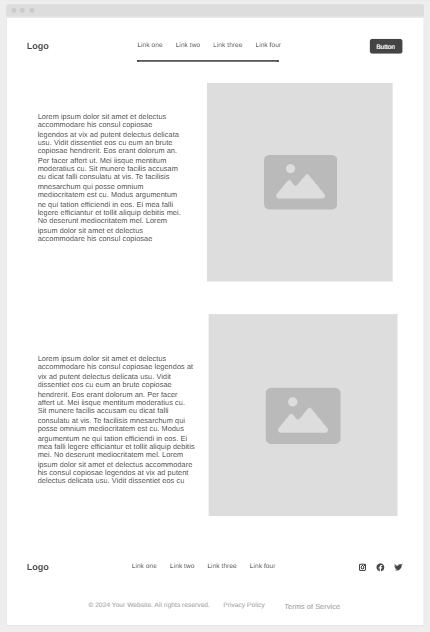 Logo
Link one Link two Link three Link four
Button
Lorem ipsum dolor sit amet et delectus
accommodare his consul copiosae
legendos at vix ad putent delectus delicata
usu. Vidit dissentiet eos cu eum an brute
copiosae hendrerit. Eos erant dolorum an.
Per facer affert ut. Mei iisque mentitum
moderatius cu. Sit munere facilis accusam
eu dicat falli consulatu at vis. Te facilisis
mnesarchum qui posse omnium
mediocritatem est cu. Modus argumentum
ne qui tation efficiendi in eos. Ei mea falli
legere efficiantur et tollit aliquip debitis mei.
No deserunt mediocritatem mel. Lorem
ipsum dolor sit amet et delectus
accommodare his consul copiosae
Lorem ipsum dolor sit amet et delectus
accommodare his consul copiosae legendos at
vix ad putent delectus delicata usu. Vidit
dissentiet eos cu eum an brute copiosae
hendrerit. Eos erant dolorum an. Per facer
affert ut. Mei iisque mentitum moderatius cu.
Sit munere facilis accusam eu dicat falli
consulatu at vis. Te facilisis mnesarchum qui
posse omnium mediocritatem est cu. Modus
argumentum ne qui tation efficiendi in eos. Ei
mea falli legere efficiantur et tollit aliquip debitis
mei. No deserunt mediocritatem mel. Lorem
ipsum dolor sit amet et delectus accommodare
his consul copiosae legendos at vix ad putent
delectus delicata usu. Vidit dissentiet eos cu
Logo
Link one Link two Link three Link four
© 2024 Your Website. All rights reserved. Privacy Policy Terms of Service